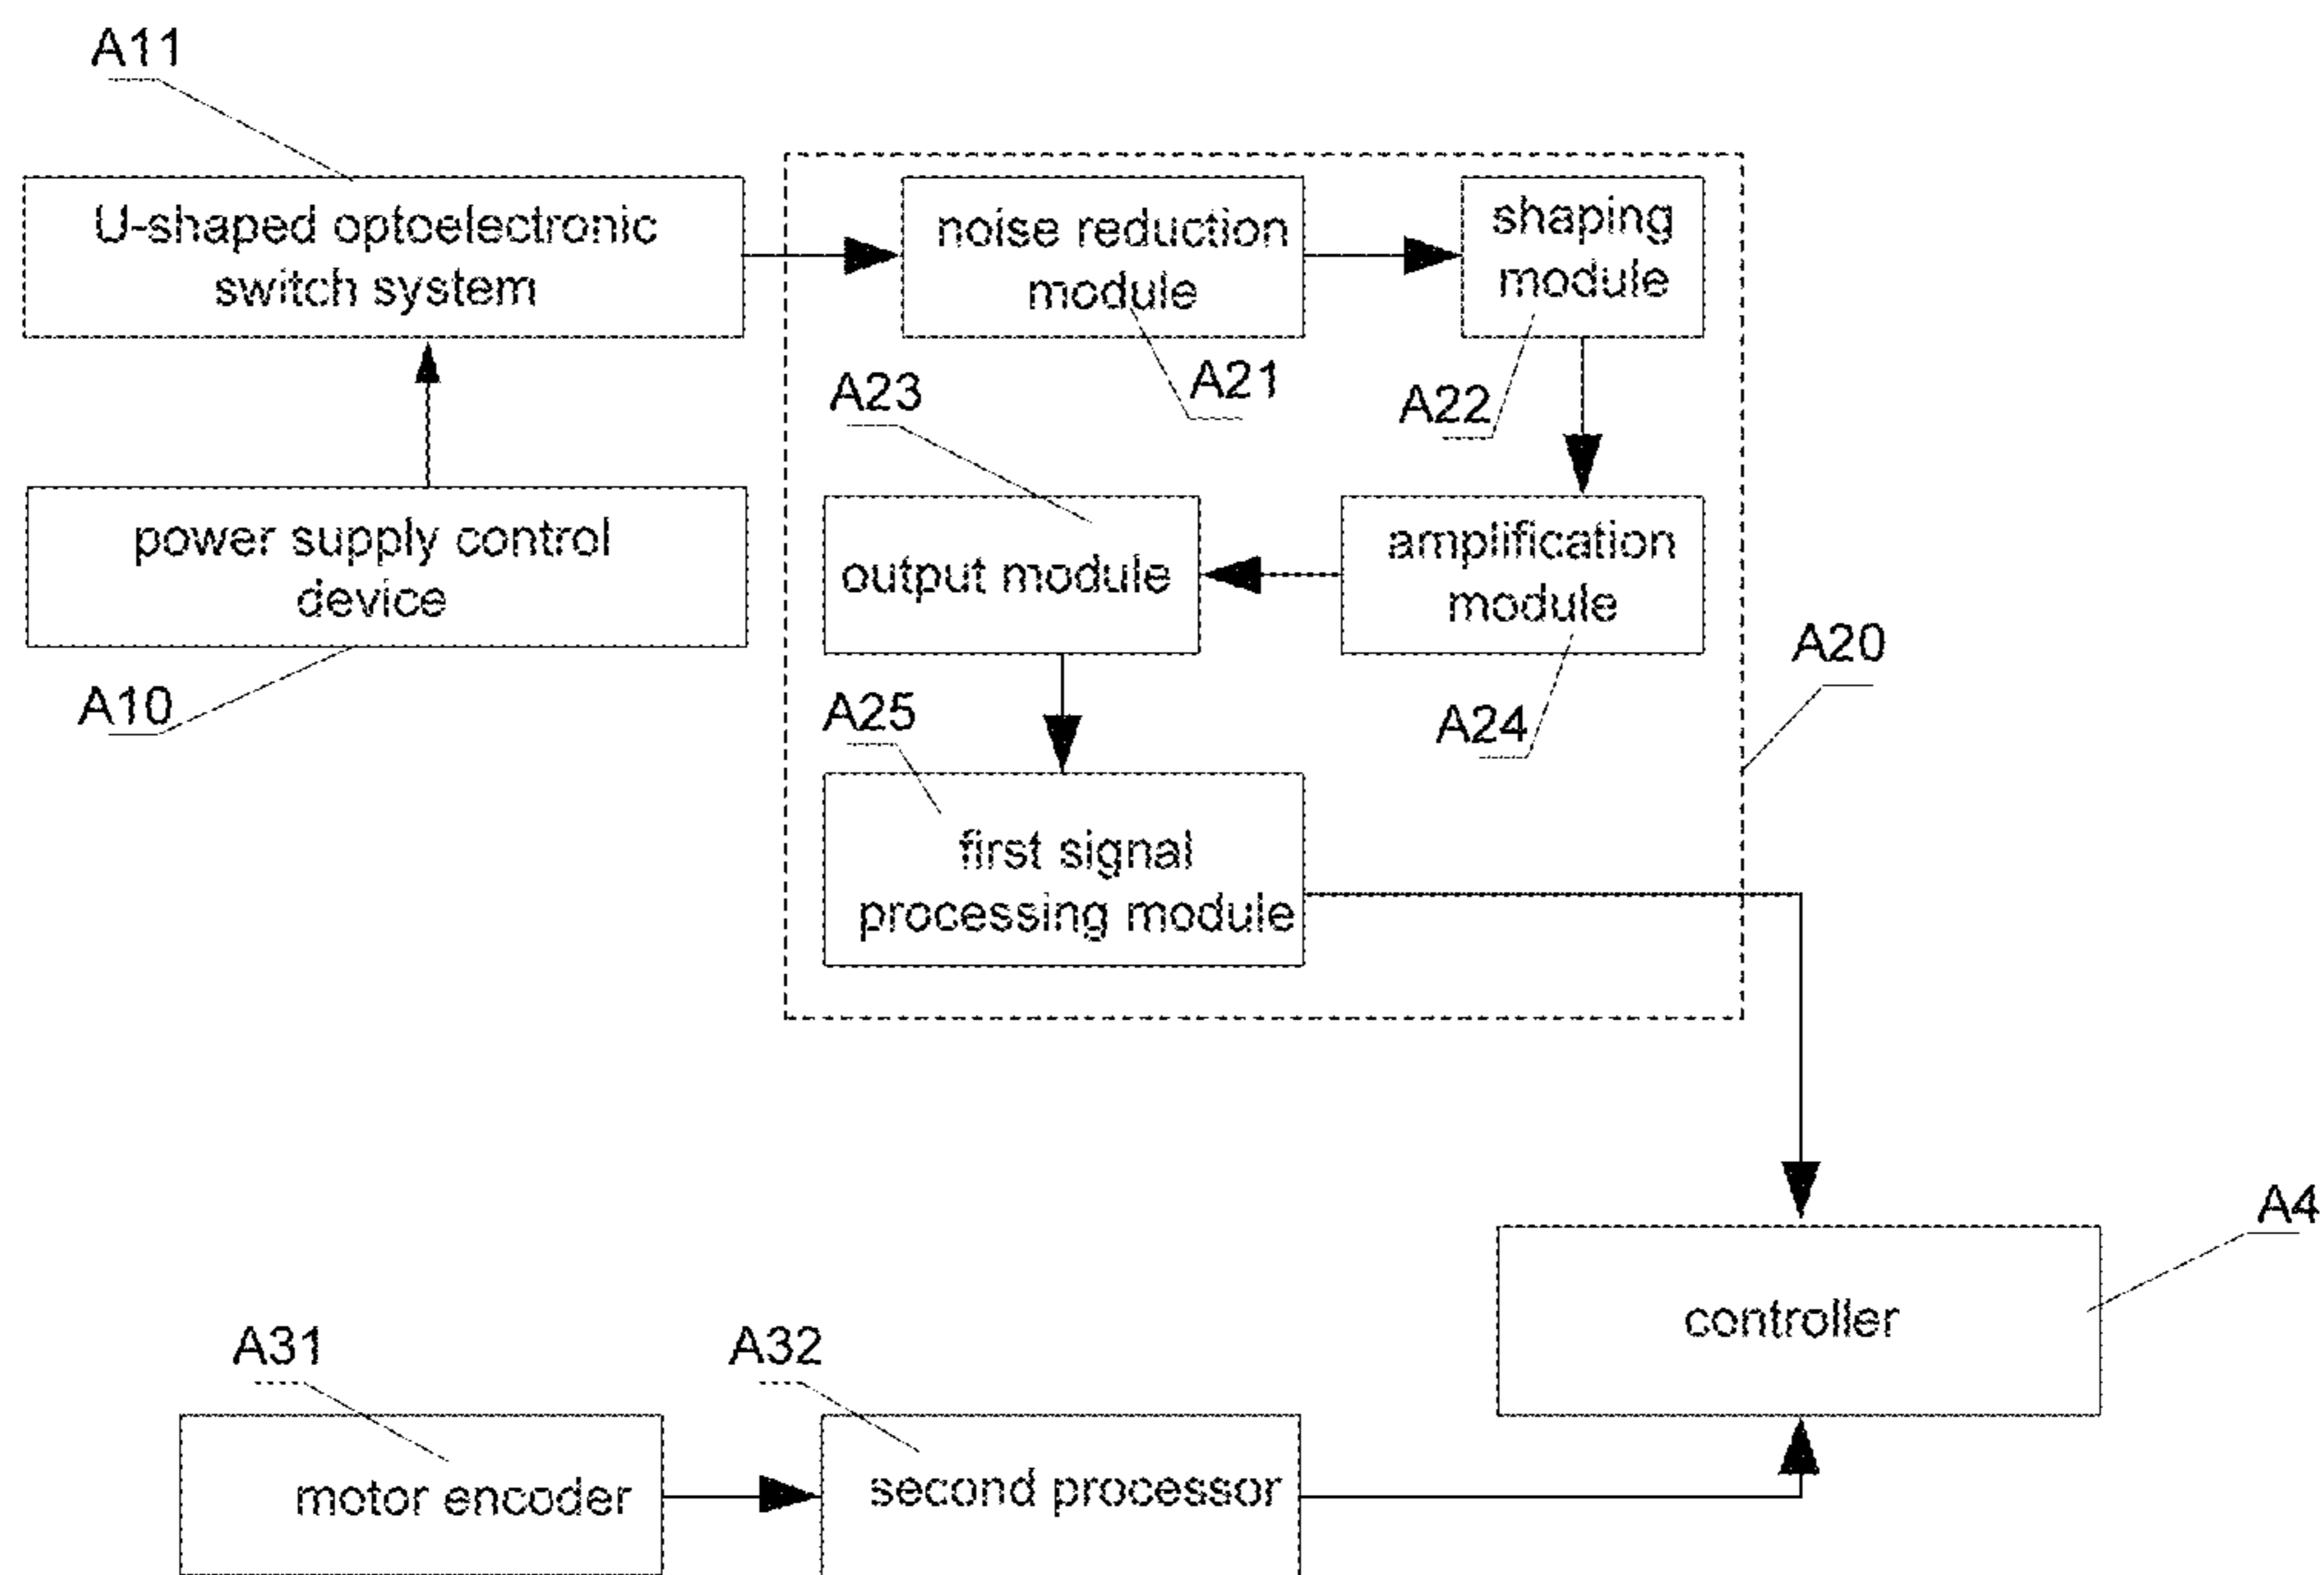 A11
U-shaped optoelectronic
switch system
noise reduction
module
shaping
module
A21
A22
A23
power supply control
device
output module
amplification
module
A20
A10
A25
A24
first signal
processing module
A4
controller
A31
A32
motor encoder
second processor